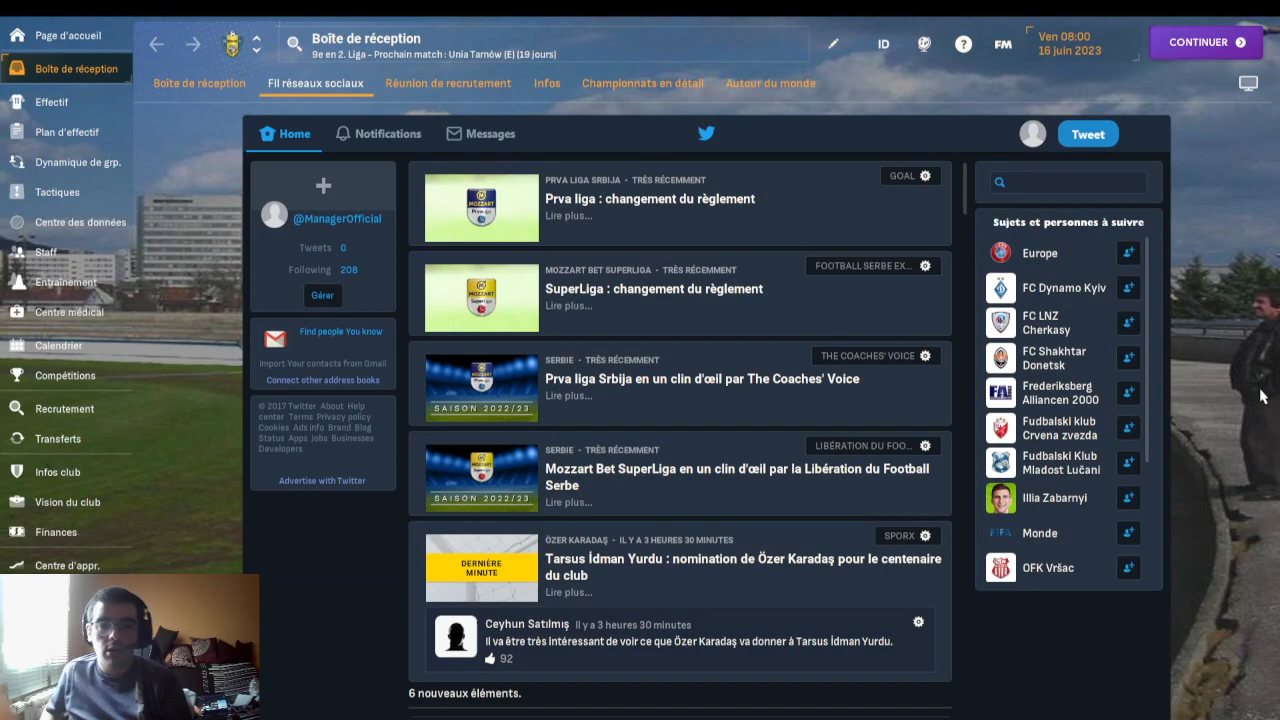 Page d'accueil
Boîte de réception
Effectif
Plan d'effectif
Dynamique de grp.
Tactiques
Centre des données
Staff
Entraînement
Centre médical
Calendrier
Compétitions
Recrutement
Transferts
Infos club
Vision du club
Finances
Centre d'appr.
Boîte de réception
9e en 2. Liga - Prochain match : Unia Tarnów (E) (19 jours)
ID
?
FM
Ven 08:00
16 juin 2023
CONTINUER
Boîte de réception
Fil réseaux sociaux
Réunion de recrutement
Infos
Championnats en détail
Autour du monde
Home
Notifications
Messages
Tweet
@ManagerOfficial
Tweets 0
Following 208
Gérer
Find people You know
Import Your contacts from Gmail
Connect other address books
© 2017 Twitter About Help
center Terms Privacy policy
Cookies Ads info Brand Blog
Status Apps Jobs Businesses
Developers
Advertise with Twitter
PRVA LIGA SRBIJA - TRÈS RÉCEMMENT
GOAL
Prva liga : changement du règlement
Lire plus...
MOZZART BET SUPERLIGA - TRÈS RÉCEMMENT
FOOTBALL SERBE EX...
SuperLiga : changement du règlement
Lire plus...
SERBIE - TRÈS RÉCEMMENT
THE COACHES' VOICE
Prva liga Srbija en un clin d'œil par The Coaches' Voice
Lire plus...
SAISON 2022/23
SERBIE - TRÈS RÉCEMMENT
LIBÉRATION DU FOO...
Mozzart Bet SuperLiga en un clin d'œil par la Libération du Football
Serbe
Lire plus...
SAISON 2022/23
ÖZER KARADAŞ - IL Y A 3 HEURES 30 MINUTES
SPORX
DERNIÈRE
MINUTE
Tarsus İdman Yurdu : nomination de Özer Karadaş pour le centenaire
du club
Lire plus...
Ceyhun Satılmış Il y a 3 heures 30 minutes
Il va être très intéressant de voir ce que Özer Karadaş va donner à Tarsus İdman Yurdu.
92
6 nouveaux éléments.
Sujets et personnes à suivre
Europe
FC Dynamo Kyiv
FC LNZ
Cherkasy
FC Shakhtar
Donetsk
Frederiksberg
Alliancen 2000
Fudbalski klub
Crvena zvezda
Fudbalski Klub
Mladost Lučani
Illia Zabarnyi
FIFA
Monde
OFK Vršac